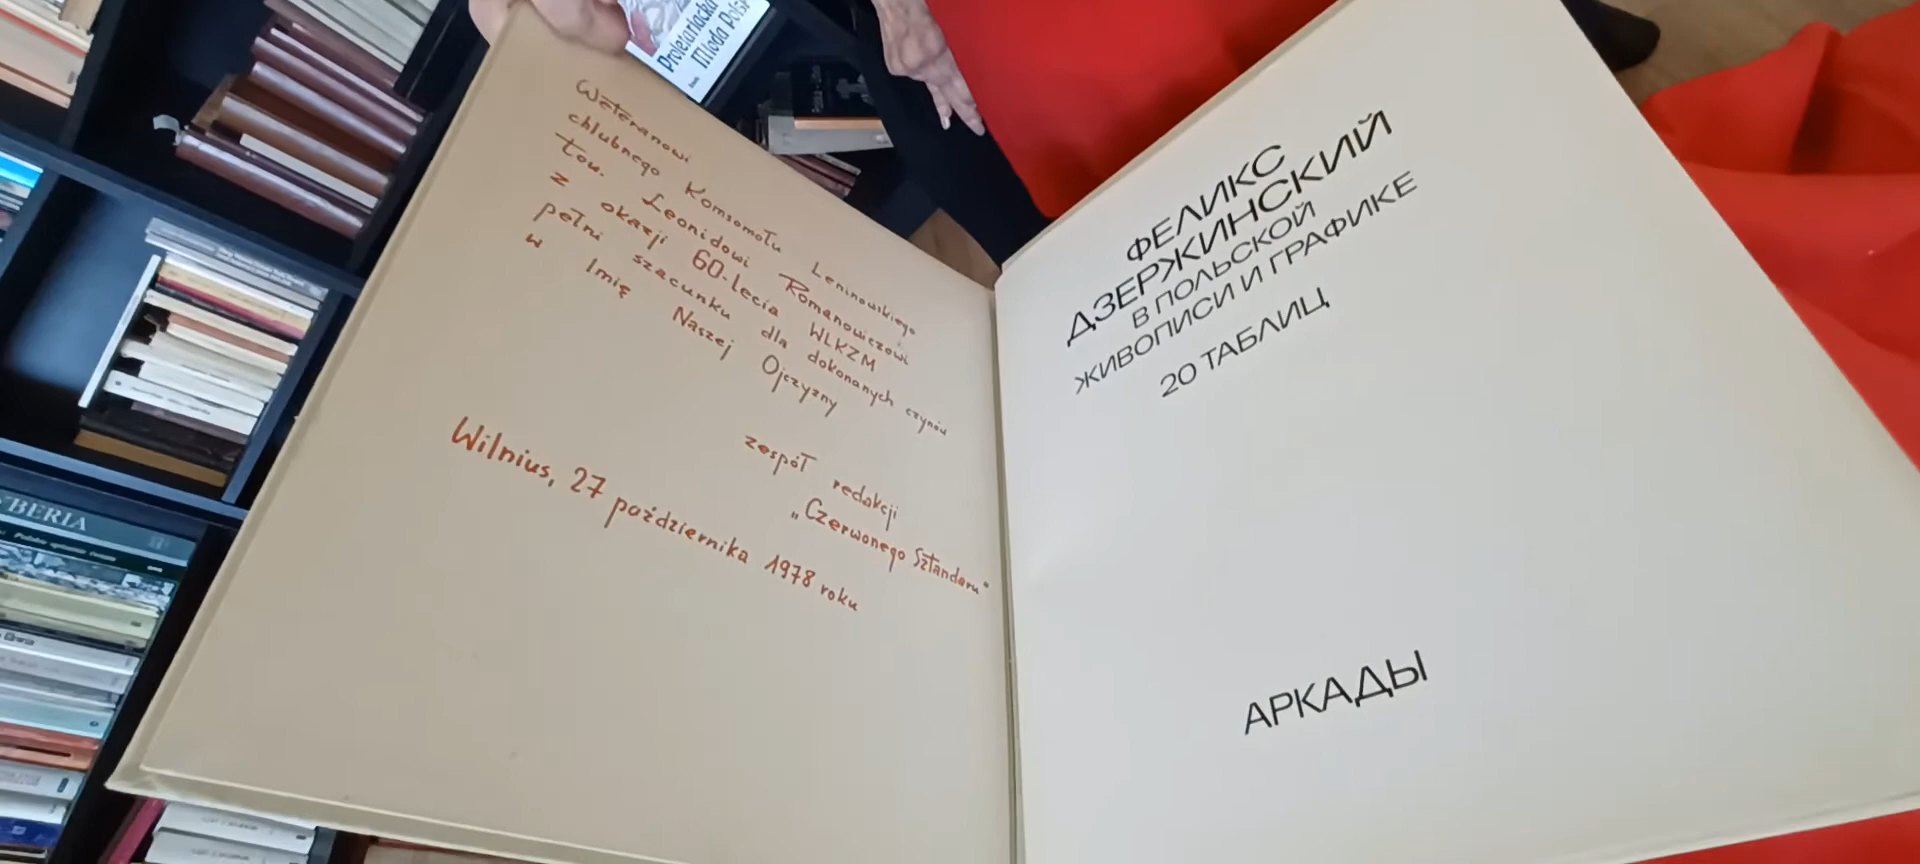 Weteranowi
chlubnego Komsomołu Leninowskiego
tow. Leonidowi Romanowiczowi
z okazji 60-lecia WLKZM
pełni szacunku dla dokonanych czynów
w Imię Naszej Ojczyzny
zespół redakcji
„Czerwonego Sztandaru"
Wilnius, 27 października 1978 roku
ФЕЛИКС
ДЗЕРЖИНСКИЙ
В ПОЛЬСКОЙ
ЖИВОПИСИ И ГРАФИКЕ
20 ТАБЛИЦ
АРКАДЫ
Proletariacka
Młoda Polska
YBERIA